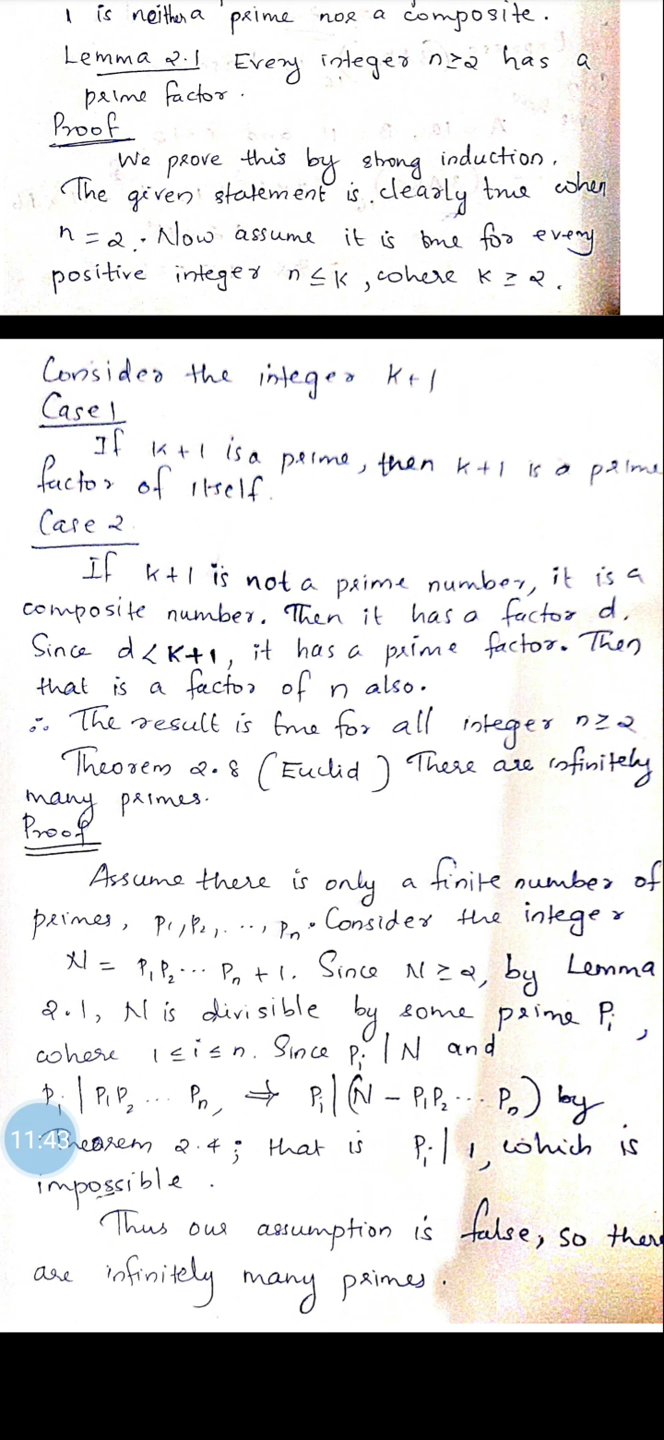 1 is neither a prime nor a composite.
Lemma 2.1 Every integer n≥2 has a
prime factor.
Proof
We prove this by strong induction.
The given statement is clearly true when
n = 2. Now assume it is true for every
positive integer n ≤ k, where k ≥ 2.
Consider the integer k+1
Case 1
If k+1 is a prime, then k+1 is a prime
factor of itself.
Case 2
If k+1 is not a prime number, it is a
composite number. Then it has a factor d.
Since d < k+1, it has a prime factor. Then
that is a factor of n also.
∴ The result is true for all integer n≥2
Theorem 2.8 (Euclid) There are infinitely
many primes.
Proof
Assume there is only a finite number of
primes, P₁, P₂, ..., Pₙ. Consider the integer
N = P₁P₂... Pₙ + 1. Since N ≥ 2, by Lemma
2.1, N is divisible by some prime Pᵢ,
where 1 ≤ i ≤ n. Since Pᵢ | N and
Pᵢ | P₁P₂ ... Pₙ, ⇒ Pᵢ | (N - P₁P₂ ... Pₙ) by
11:43
Theorem 2.4; that is Pᵢ | 1, which is
impossible.
Thus our assumption is false, so there
are infinitely many primes.